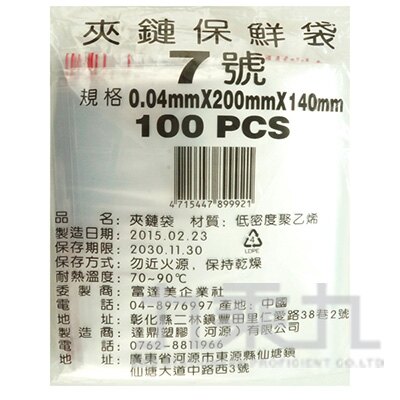 夾鏈保鮮袋
7號
規格 0.04mmX200mmX140mm
100 PCS
4 715447 899921
品　　名: 夾鏈袋 材質: 低密度聚乙烯
製造日期: 2015.02.23
保存期限: 2030.11.30
保存方式: 勿近火源，保持乾燥
耐熱溫度: 70-90℃
委 製 商: 富達美企業社
電　　話: 04-8976997 產地: 中國
地　　址: 彰化縣二林鎮豐田里仁愛路38巷2號
製 造 商: 達鼎塑膠（河源）有限公司
電　　話: 0762-8811966
地　　址: 廣東省河源市東源縣仙塘鎮
仙塘大道中路西3號